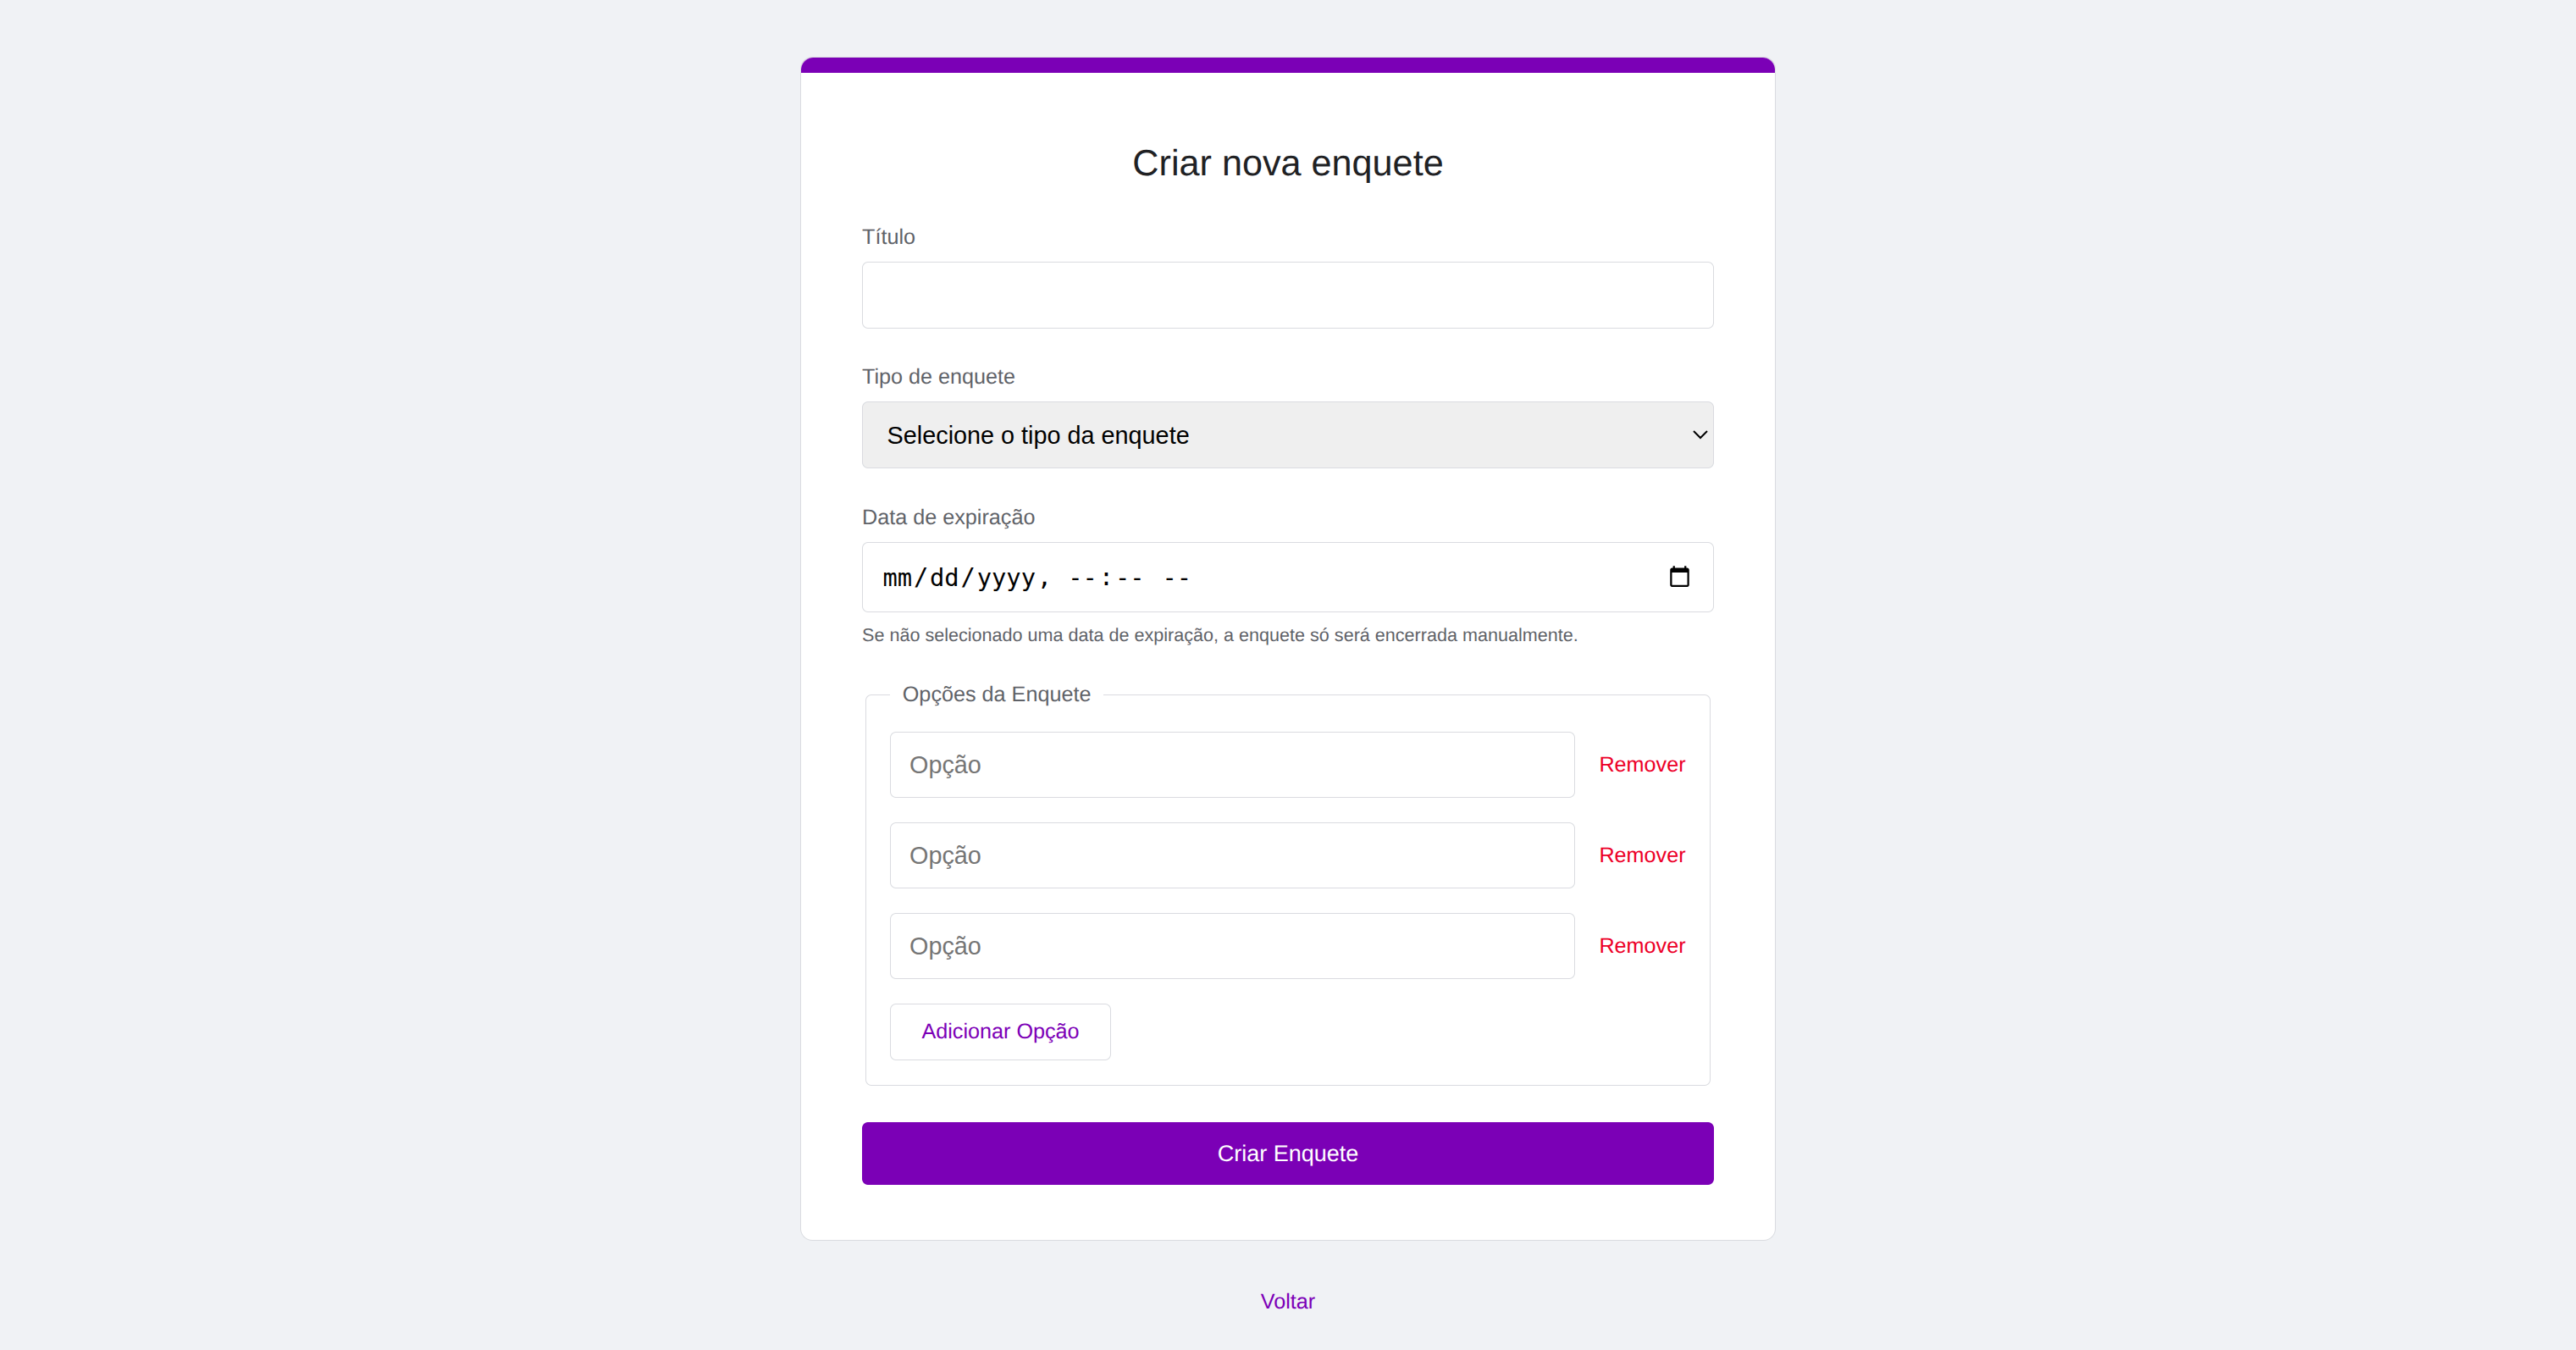 Criar nova enquete
Título
Tipo de enquete
Selecione o tipo da enquete
Data de expiração
mm/dd/yyyy, --:-- --
Se não selecionado uma data de expiração, a enquete só será encerrada manualmente.
Opções da Enquete
Opção Remover
Opção Remover
Opção Remover
Adicionar Opção
Criar Enquete
Voltar